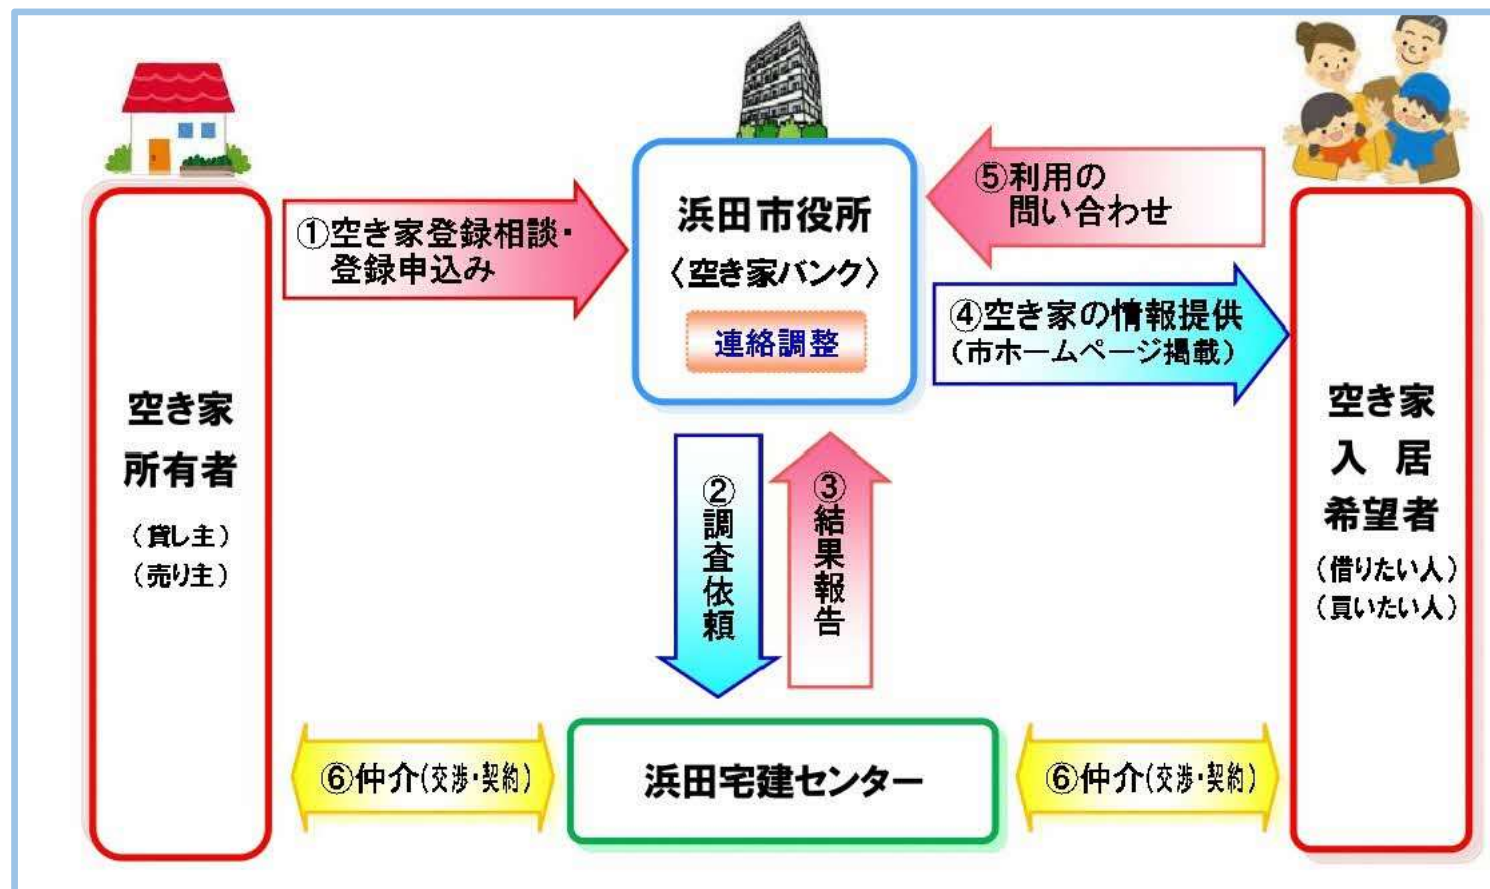 ①空き家登録相談・
登録申込み
浜田市役所
〈空き家バンク〉
連絡調整
⑤利用の
問い合わせ
④空き家の情報提供
（市ホームページ掲載）
空き家
所有者
（貸し主）
（売り主）
②調査依頼
③結果報告
空き家
入居
希望者
（借りたい人）
（買いたい人）
⑥仲介（交渉・契約）
浜田宅建センター
⑥仲介（交渉・契約）